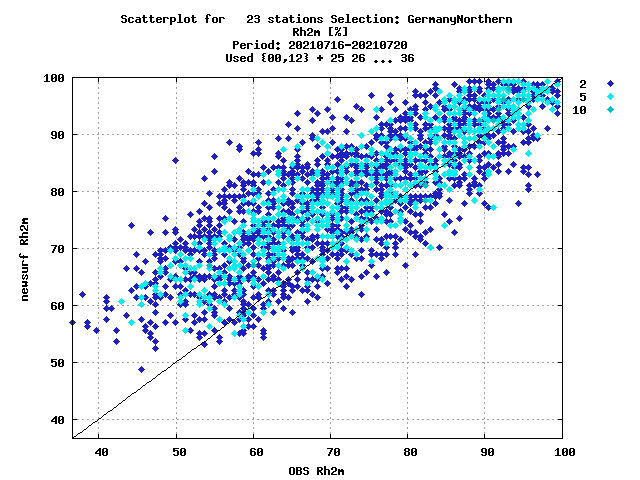 Scatterplot for   23 stations Selection: GermanyNorthern
Rh2m [%]
Period: 20210716-20210720
Used {00,12} + 25 26 ... 36
100
90
80
70
60
50
40
newsurf Rh2m
40 50 60 70 80 90 100
OBS Rh2m
2
5
10